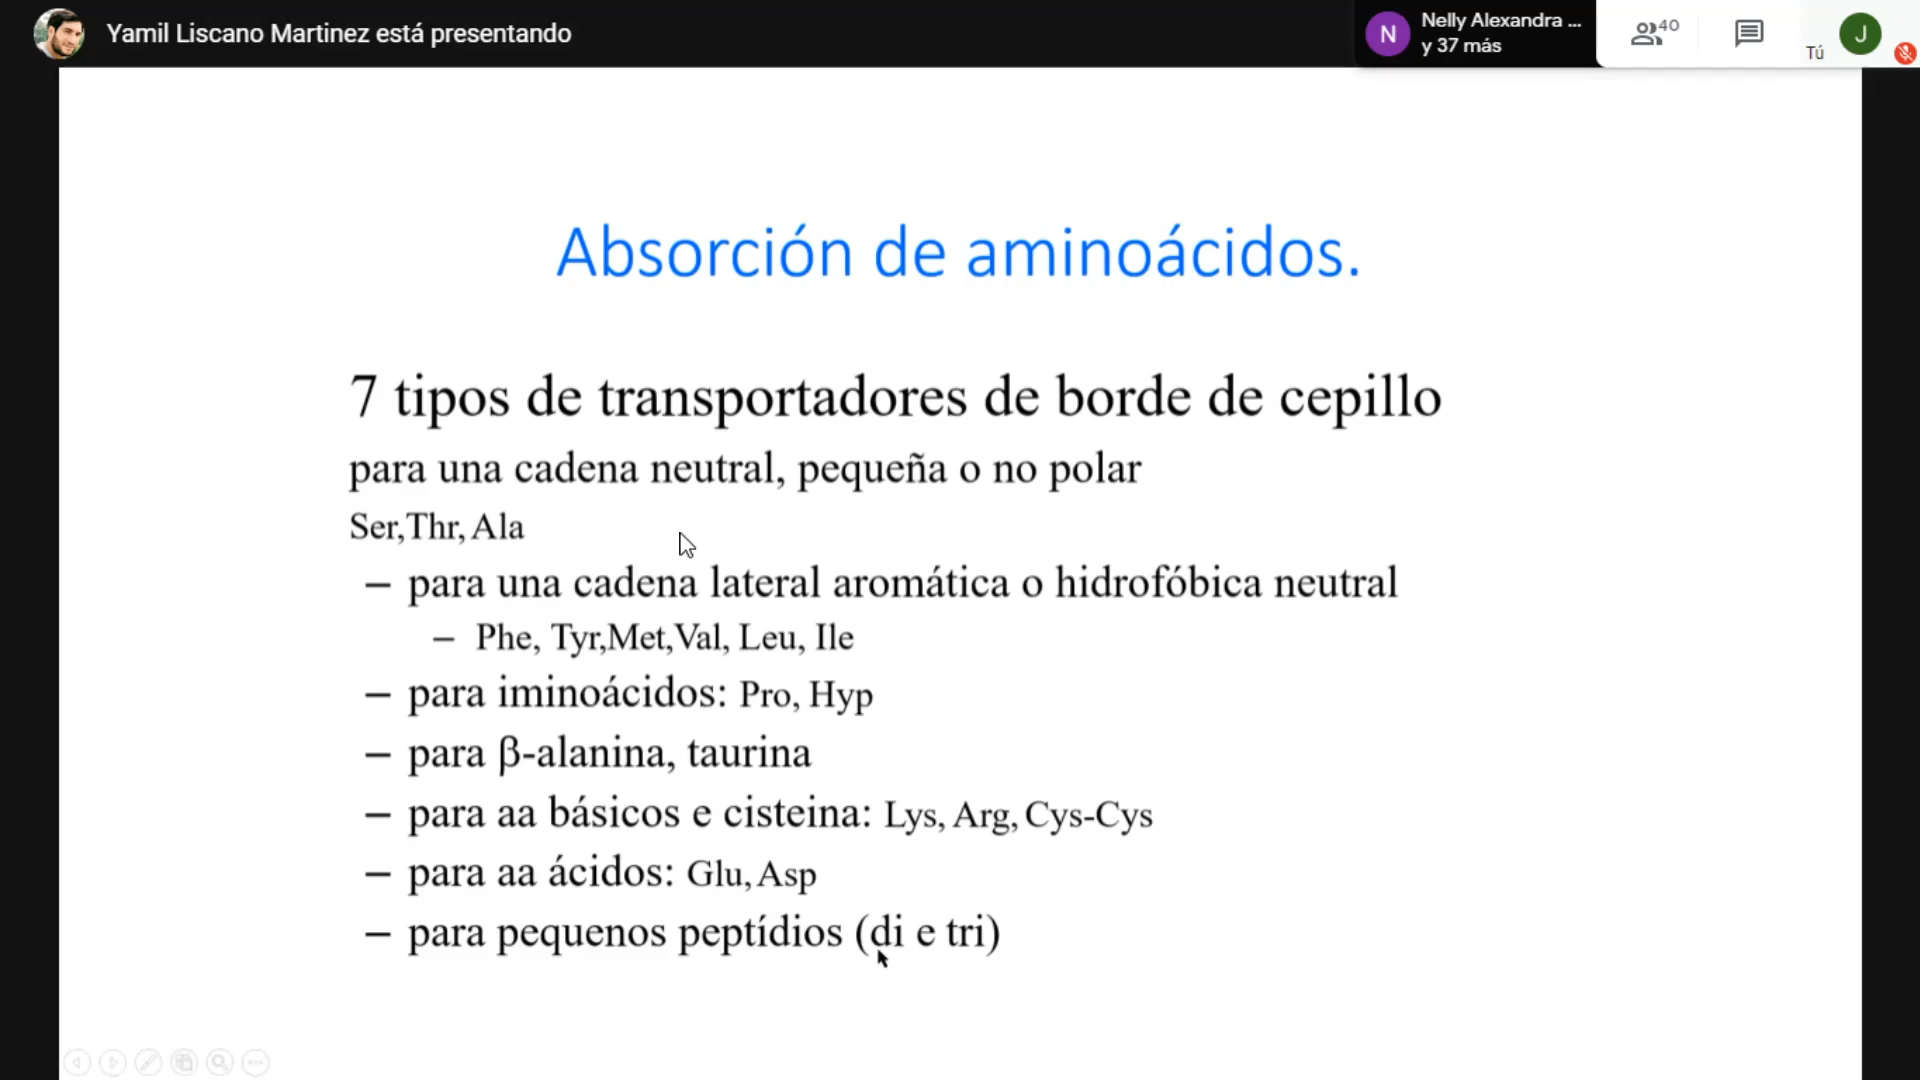 Yamil Liscano Martinez está presentando
N
Nelly Alexandra ...
y 37 más
40
Tú
J
Absorción de aminoácidos.
7 tipos de transportadores de borde de cepillo
para una cadena neutral, pequeña o no polar
Ser,Thr, Ala
– para una cadena lateral aromática o hidrofóbica neutral
– Phe, Tyr,Met,Val, Leu, Ile
– para iminoácidos: Pro, Hyp
– para β-alanina, taurina
– para aa básicos e cisteina: Lys, Arg, Cys-Cys
– para aa ácidos: Glu, Asp
– para pequenos peptídios (di e tri)